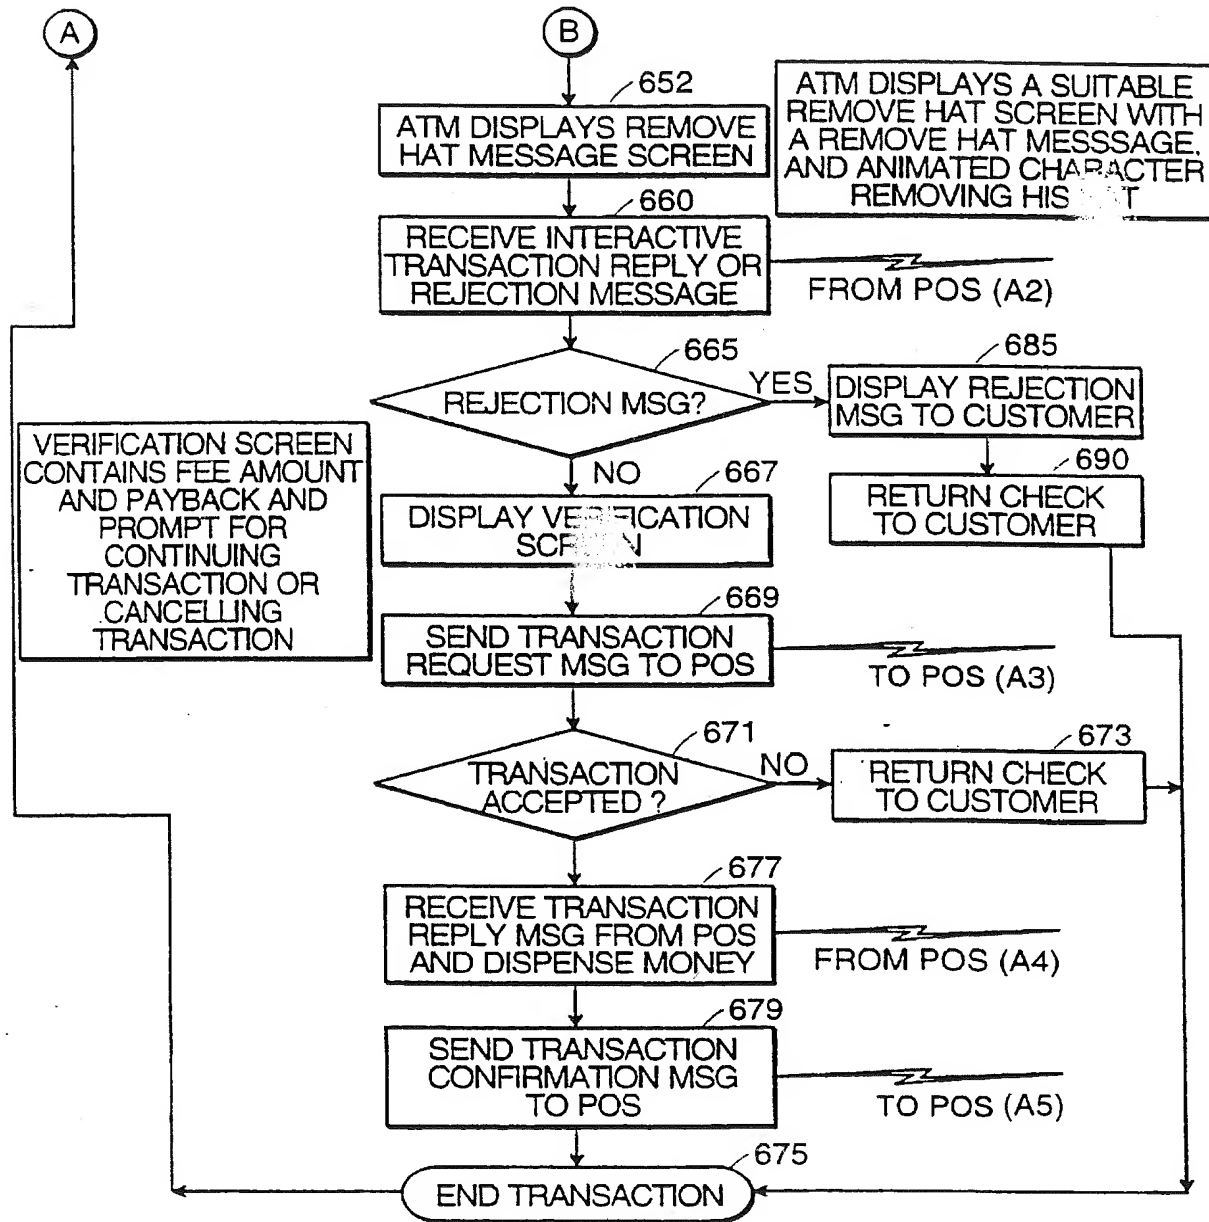 A
B
652
ATM DISPLAYS REMOVE
HAT MESSAGE SCREEN
ATM DISPLAYS A SUITABLE
REMOVE HAT SCREEN WITH
A REMOVE HAT MESSSAGE,
AND ANIMATED CHARACTER
REMOVING HIS
660
RECEIVE INTERACTIVE
TRANSACTION REPLY OR
REJECTION MESSAGE
FROM POS (A2)
665
REJECTION MSG?
YES
685
DISPLAY REJECTION
MSG TO CUSTOMER
690
RETURN CHECK
TO CUSTOMER
NO
667
DISPLAY VERIFICATION
SCREEN
VERIFICATION SCREEN
CONTAINS FEE AMOUNT
AND PAYBACK AND
PROMPT FOR
CONTINUING
TRANSACTION OR
CANCELLING
TRANSACTION
669
SEND TRANSACTION
REQUEST MSG TO POS
TO POS (A3)
671
TRANSACTION
ACCEPTED ?
NO
673
RETURN CHECK
TO CUSTOMER
677
RECEIVE TRANSACTION
REPLY MSG FROM POS
AND DISPENSE MONEY
FROM POS (A4)
679
SEND TRANSACTION
CONFIRMATION MSG
TO POS
TO POS (A5)
675
END TRANSACTION